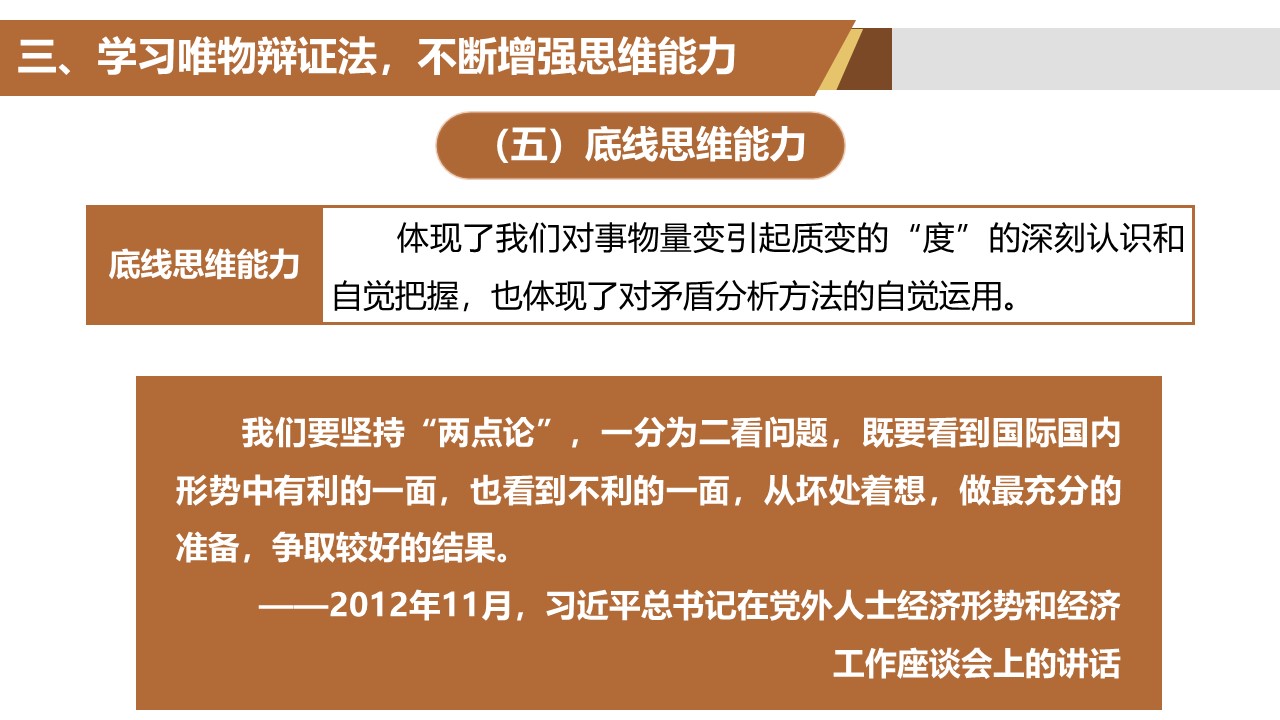 三、学习唯物辩证法，不断增强思维能力
（五）底线思维能力
底线思维能力
体现了我们对事物量变引起质变的“度”的深刻认识和
自觉把握，也体现了对矛盾分析方法的自觉运用。
我们要坚持“两点论”，一分为二看问题，既要看到国际国内
形势中有利的一面，也看到不利的一面，从坏处着想，做最充分的
准备，争取较好的结果。
——2012年11月，习近平总书记在党外人士经济形势和经济
工作座谈会上的讲话